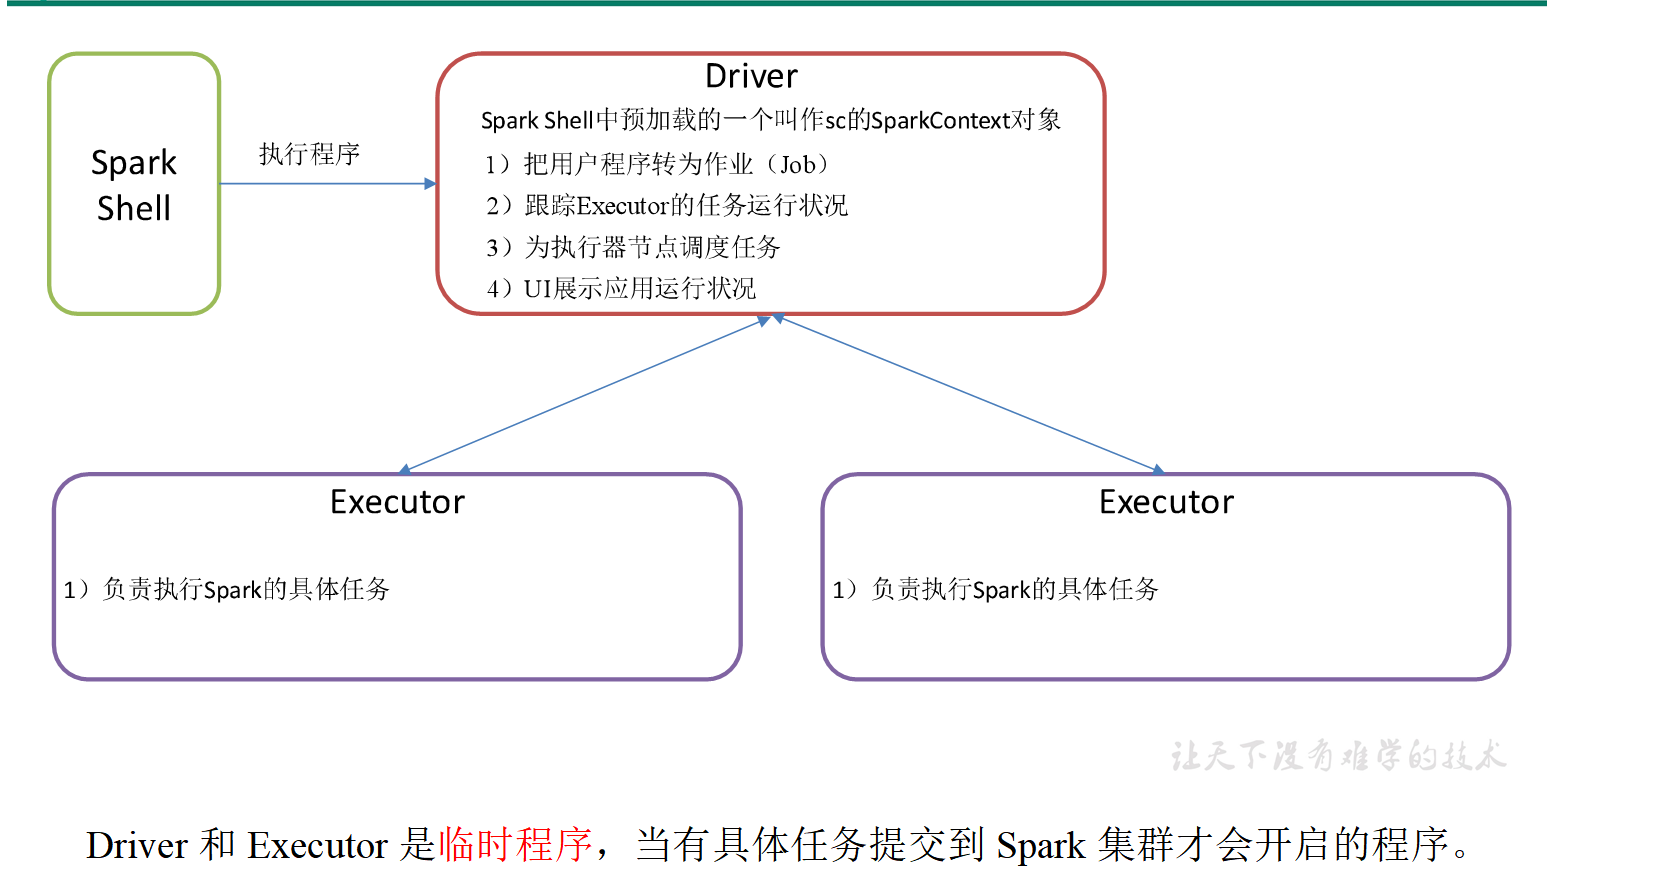 Spark
Shell
执行程序
Driver
Spark Shell中预加载的一个叫作sc的SparkContext对象
1）把用户程序转为作业（Job）
2）跟踪Executor的任务运行状况
3）为执行器节点调度任务
4）UI展示应用运行状况
Executor
1）负责执行Spark的具体任务
Executor
1）负责执行Spark的具体任务
让天下没有难学的技术
Driver 和 Executor 是临时程序，当有具体任务提交到 Spark 集群才会开启的程序。